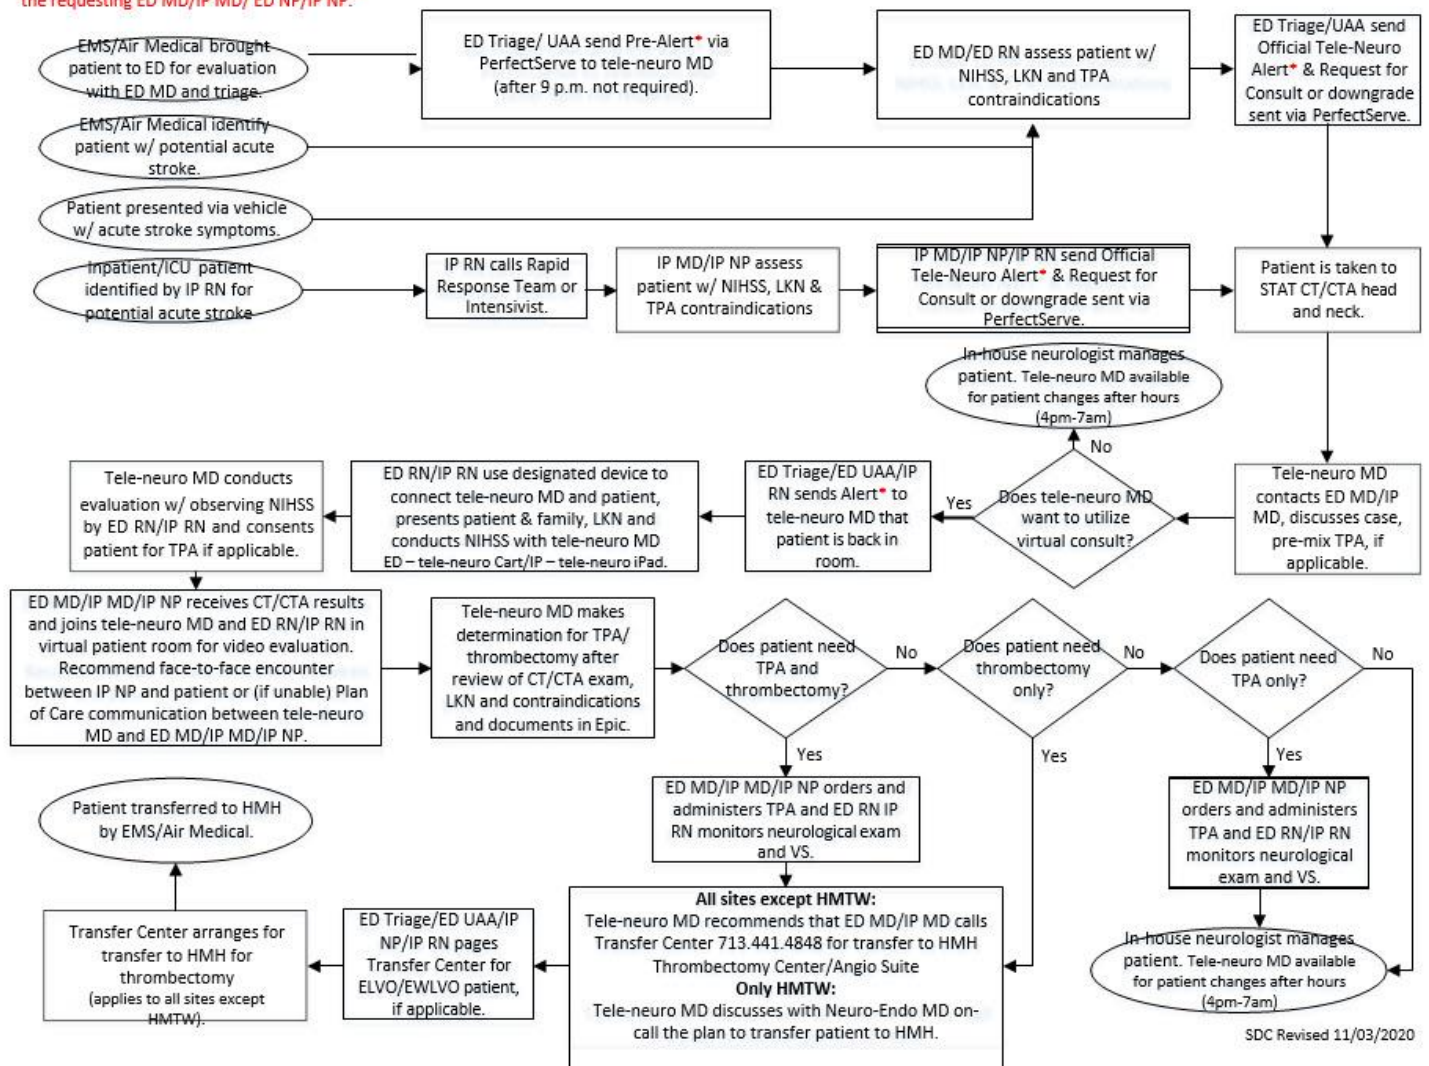 the requesting ED MD/IP MD/ ED NP/IP NP.
EMS/Air Medical brought
patient to ED for evaluation
with ED MD and triage.
ED Triage/ UAA send Pre-Alert* via
PerfectServe to tele-neuro MD
(after 9 p.m. not required).
ED MD/ED RN assess patient w/
NIHSS, LKN and TPA
contraindications
ED Triage/UAA send
Official Tele-Neuro
Alert* & Request for
Consult or downgrade
sent via PerfectServe.
EMS/Air Medical identify
patient w/ potential acute
stroke.
Patient presented via vehicle
w/ acute stroke symptoms.
Inpatient/ICU patient
identified by IP RN for
potential acute stroke
IP RN calls Rapid
Response Team or
Intensivist.
IP MD/IP NP assess
patient w/ NIHSS, LKN &
TPA contraindications
IP MD/IP NP/IP RN send Official
Tele-Neuro Alert* & Request for
Consult or downgrade sent via
PerfectServe.
Patient is taken to
STAT CT/CTA head
and neck.
In-house neurologist manages
patient. Tele-neuro MD available
for patient changes after hours
(4pm-7am)
No
Tele-neuro MD
contacts ED MD/IP
MD, discusses case,
pre-mix TPA, if
applicable.
Does tele-neuro MD
want to utilize
virtual consult?
Yes
ED Triage/ED UAA/IP
RN sends Alert* to
tele-neuro MD that
patient is back in
room.
ED RN/IP RN use designated device to
connect tele-neuro MD and patient,
presents patient & family, LKN and
conducts NIHSS with tele-neuro MD
ED – tele-neuro Cart/IP – tele-neuro iPad.
Tele-neuro MD conducts
evaluation w/ observing NIHSS
by ED RN/IP RN and consents
patient for TPA if applicable.
ED MD/IP MD/IP NP receives CT/CTA results
and joins tele-neuro MD and ED RN/IP RN in
virtual patient room for video evaluation.
Recommend face-to-face encounter
between IP NP and patient or (if unable) Plan
of Care communication between tele-neuro
MD and ED MD/IP MD/IP NP.
Tele-neuro MD makes
determination for TPA/
thrombectomy after
review of CT/CTA exam,
LKN and contraindications
and documents in Epic.
Does patient need
TPA and
thrombectomy?
No
Does patient need
thrombectomy
only?
No
Does patient need
TPA only?
No
Yes
Yes
Yes
ED MD/IP MD/IP NP orders and
administers TPA and ED RN IP
RN monitors neurological exam
and VS.
ED MD/IP MD/IP NP
orders and administers
TPA and ED RN/IP RN
monitors neurological
exam and VS.
Patient transferred to HMH
by EMS/Air Medical.
Transfer Center arranges for
transfer to HMH for
thrombectomy
(applies to all sites except
HMTW).
ED Triage/ED UAA/IP
NP/IP RN pages
Transfer Center for
ELVO/EWLVO patient,
if applicable.
All sites except HMTW:
Tele-neuro MD recommends that ED MD/IP MD calls
Transfer Center 713.441.4848 for transfer to HMH
Thrombectomy Center/Angio Suite
Only HMTW:
Tele-neuro MD discusses with Neuro-Endo MD on-
call the plan to transfer patient to HMH.
In-house neurologist manages
patient. Tele-neuro MD available
for patient changes after hours
(4pm-7am)
SDC Revised 11/03/2020